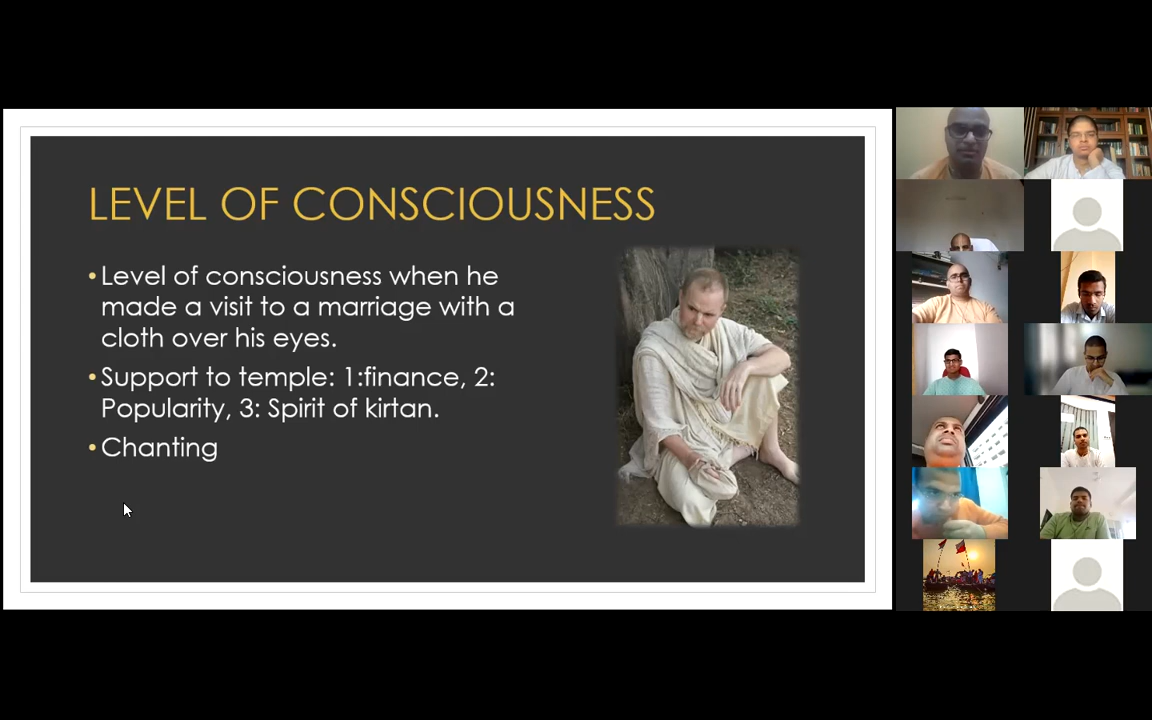 LEVEL OF CONSCIOUSNESS
•Level of consciousness when he
made a visit to a marriage with a
cloth over his eyes.
•Support to temple: 1:finance, 2:
Popularity, 3: Spirit of kirtan.
•Chanting